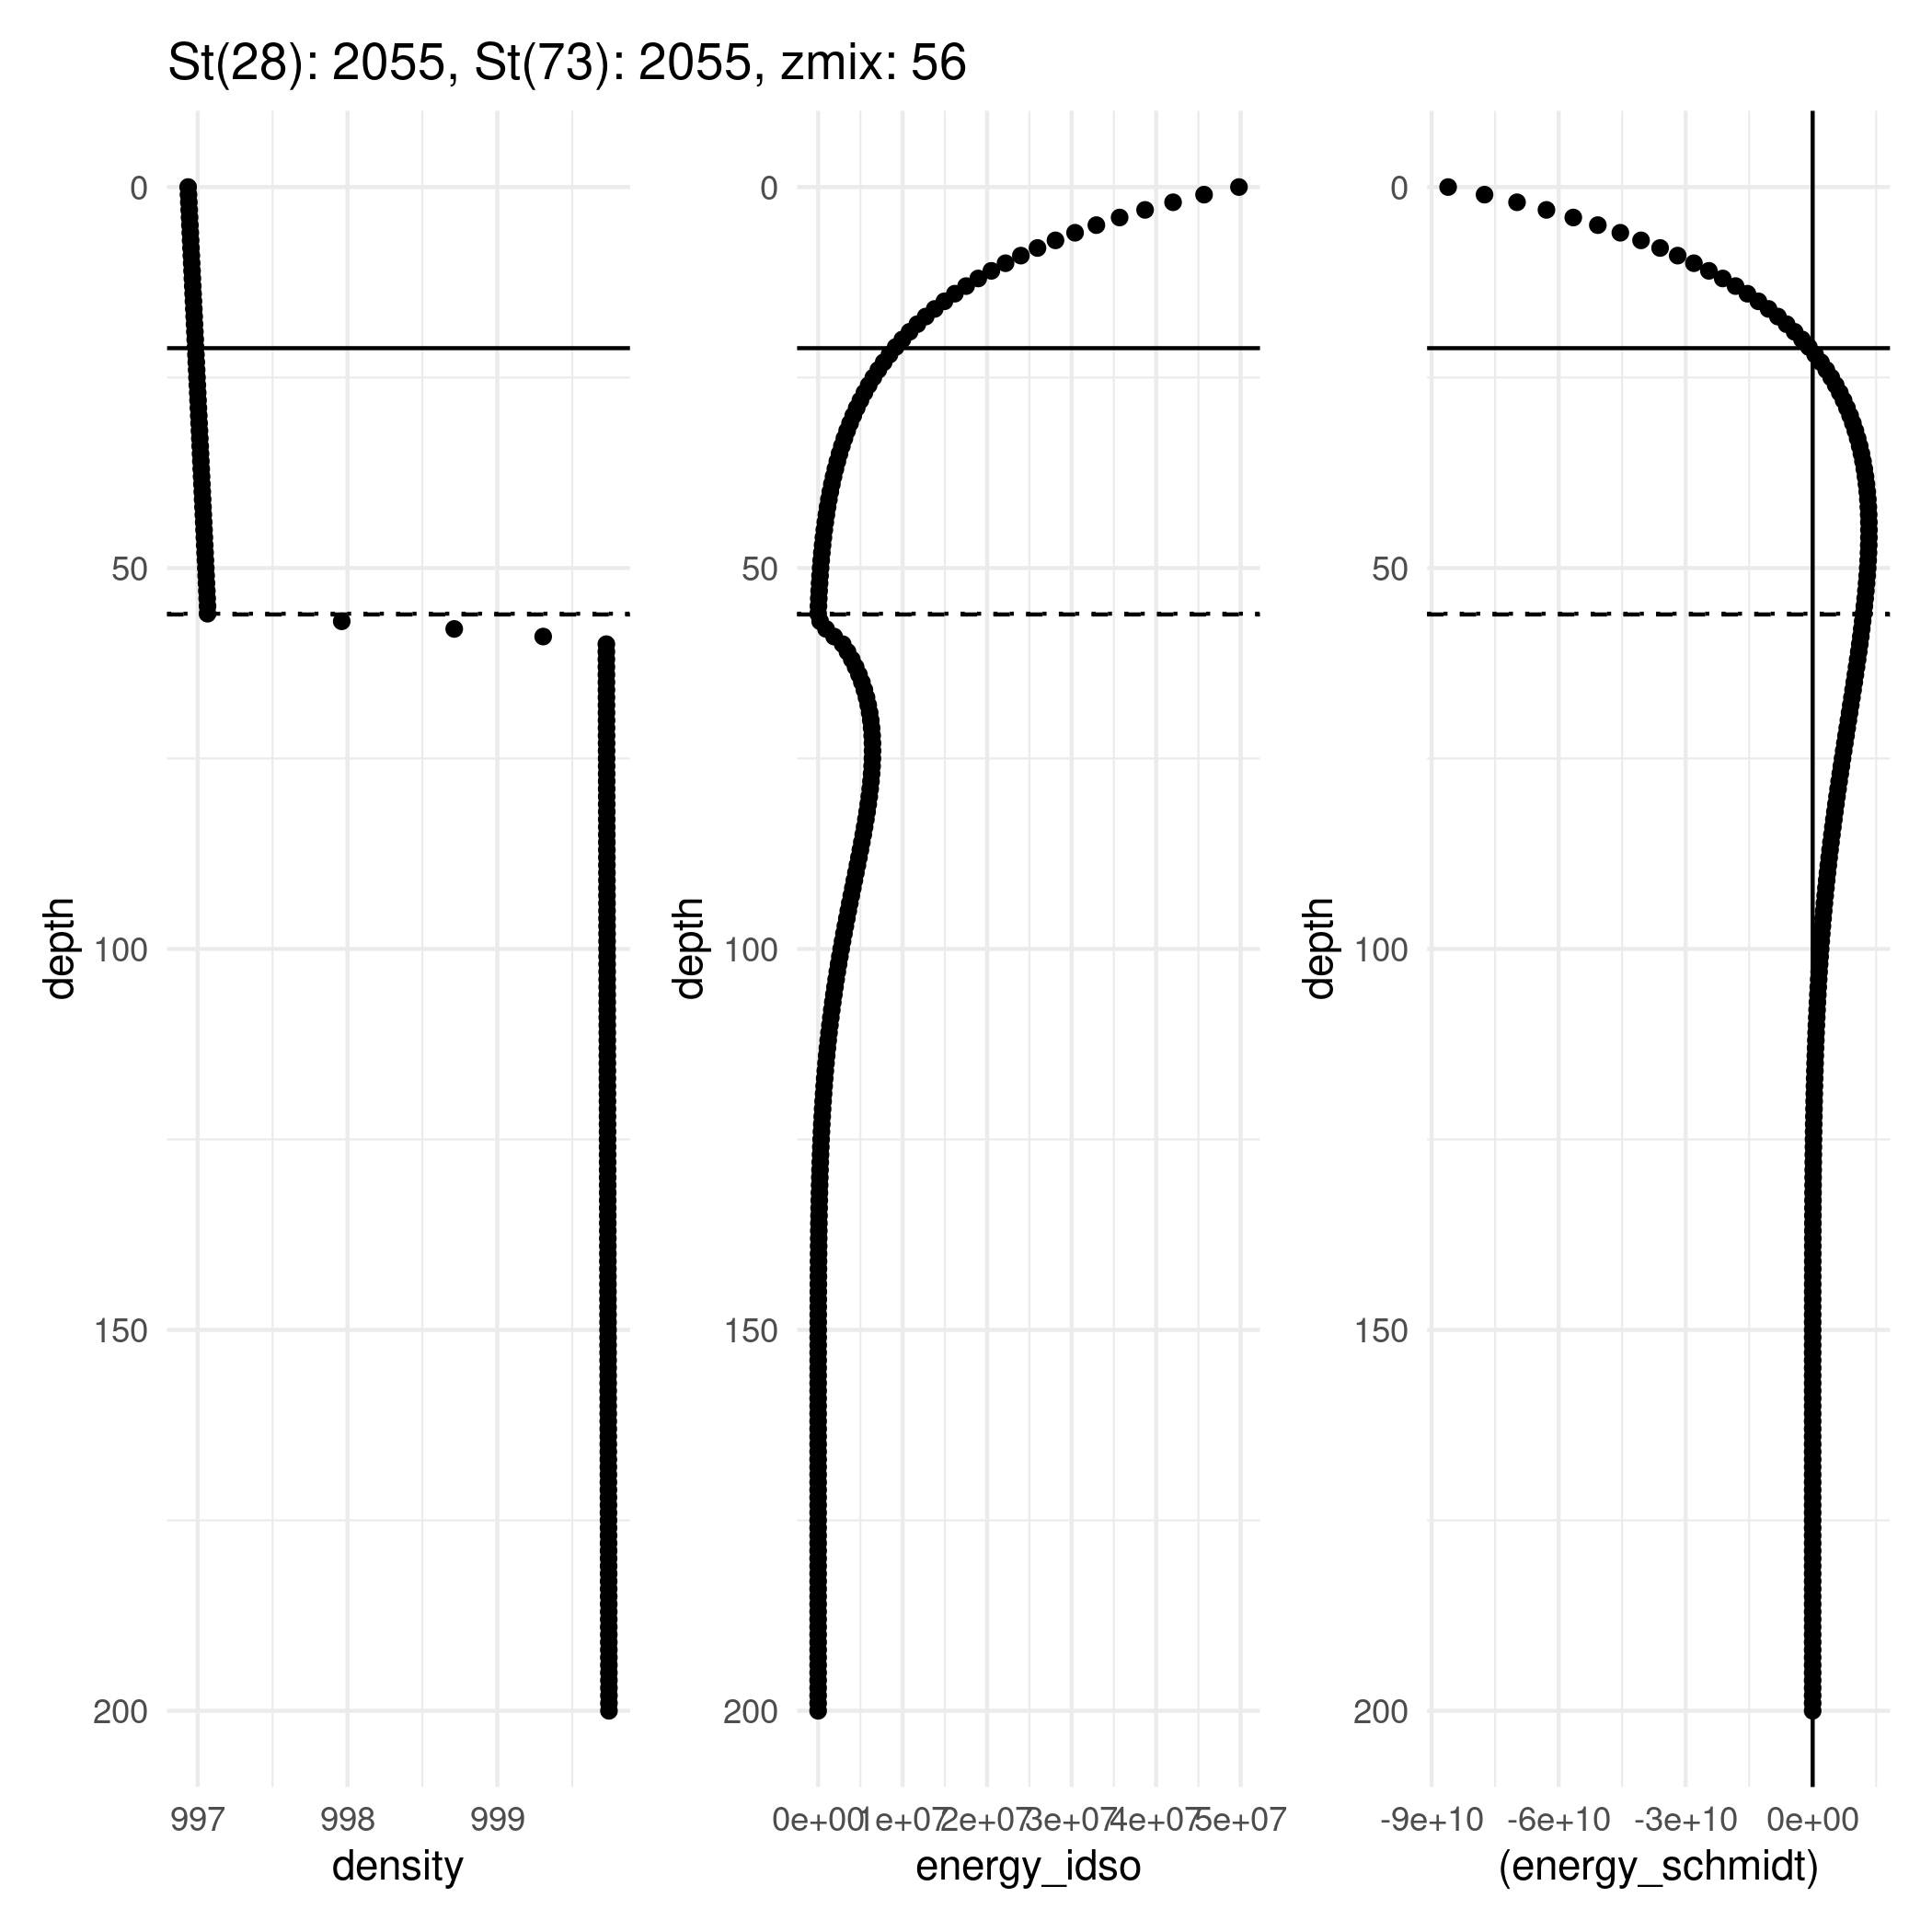 St(28): 2055, St(73): 2055, zmix: 56
0
50
100
150
200
depth
997
998
999
density
0
50
100
150
200
depth
0e+00
1e+07
2e+07
3e+07
4e+07
5e+07
energy_idso
0
50
100
150
200
depth
-9e+10
-6e+10
-3e+10
0e+00
(energy_schmidt)